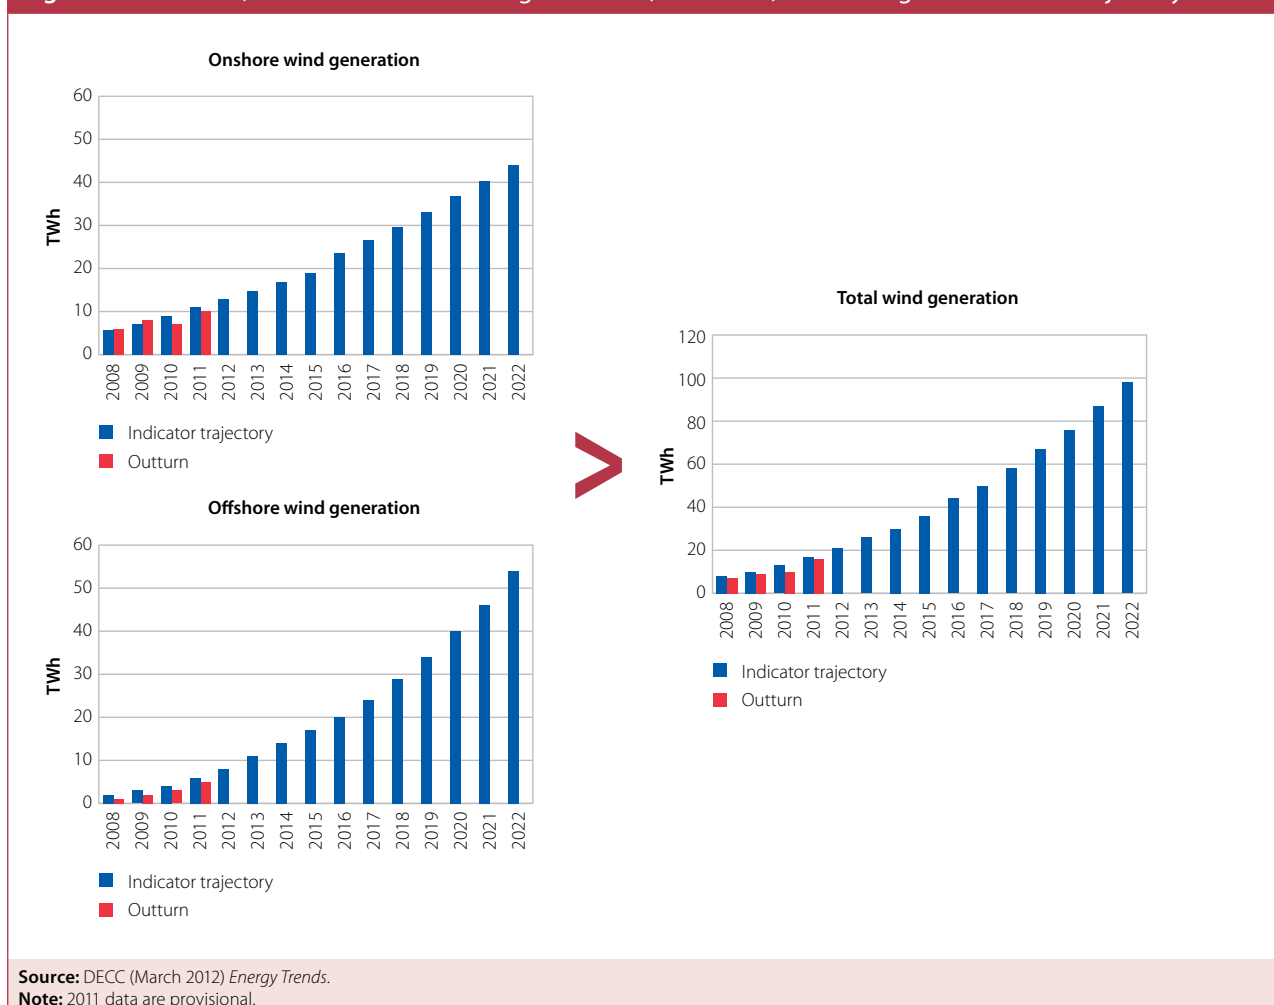 Onshore wind generation
60
50
40
30
20
10
0
TWh
2008 2009 2010 2011 2012 2013 2014 2015 2016 2017 2018 2019 2020 2021 2022
Indicator trajectory
Outturn
Offshore wind generation
60
50
40
30
20
10
0
TWh
2008 2009 2010 2011 2012 2013 2014 2015 2016 2017 2018 2019 2020 2021 2022
Indicator trajectory
Outturn
>
Total wind generation
120
100
80
60
40
20
0
TWh
2008 2009 2010 2011 2012 2013 2014 2015 2016 2017 2018 2019 2020 2021 2022
Indicator trajectory
Outturn
Source: DECC (March 2012) Energy Trends.
Note: 2011 data are provisional.